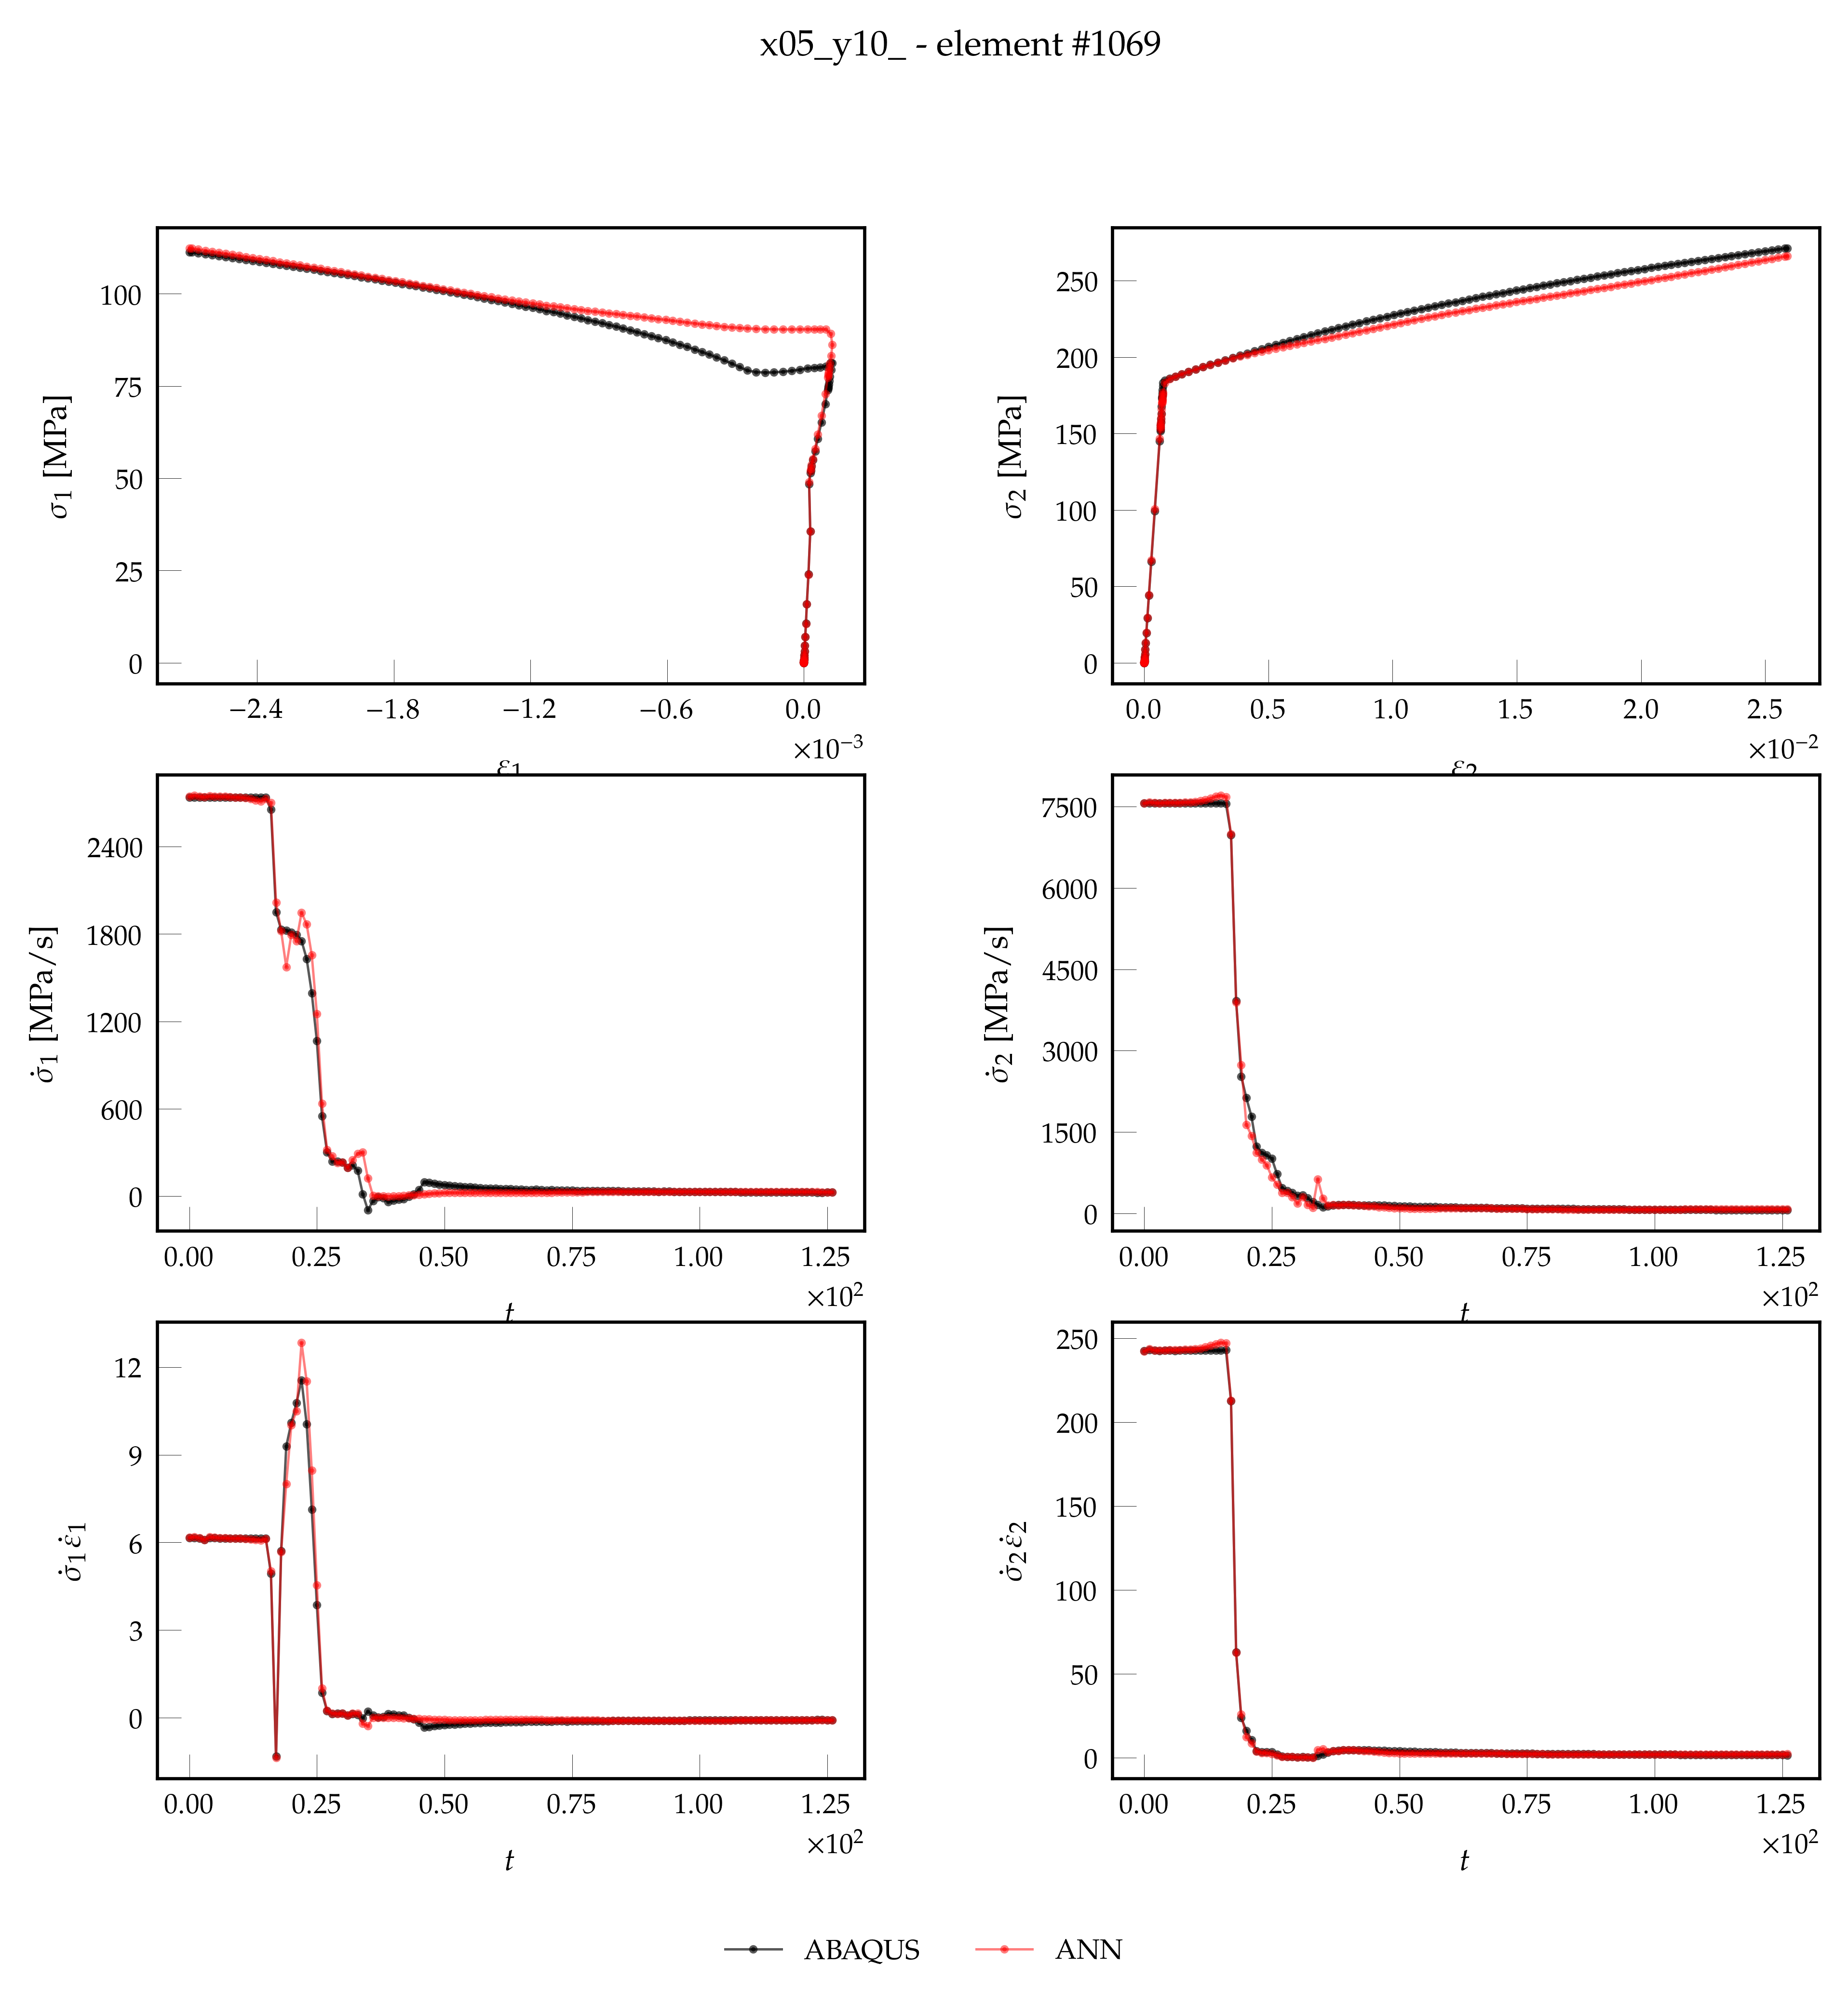 x05_y10_ - element #1069
σ₁ [MPa]
100
75
50
25
0
−2.4 −1.8 −1.2 −0.6 0.0
×10⁻³
ε₁
σ₂ [MPa]
250
200
150
100
50
0
0.0 0.5 1.0 1.5 2.0 2.5
×10⁻²
ε₂
σ̇₁ [MPa/s]
2400
1800
1200
600
0
0.00 0.25 0.50 0.75 1.00 1.25
×10²
t
σ̇₂ [MPa/s]
7500
6000
4500
3000
1500
0
0.00 0.25 0.50 0.75 1.00 1.25
×10²
t
σ̇₁ε̇₁
12
9
6
3
0
0.00 0.25 0.50 0.75 1.00 1.25
×10²
t
σ̇₂ε̇₂
250
200
150
100
50
0
0.00 0.25 0.50 0.75 1.00 1.25
×10²
t
ABAQUS ANN